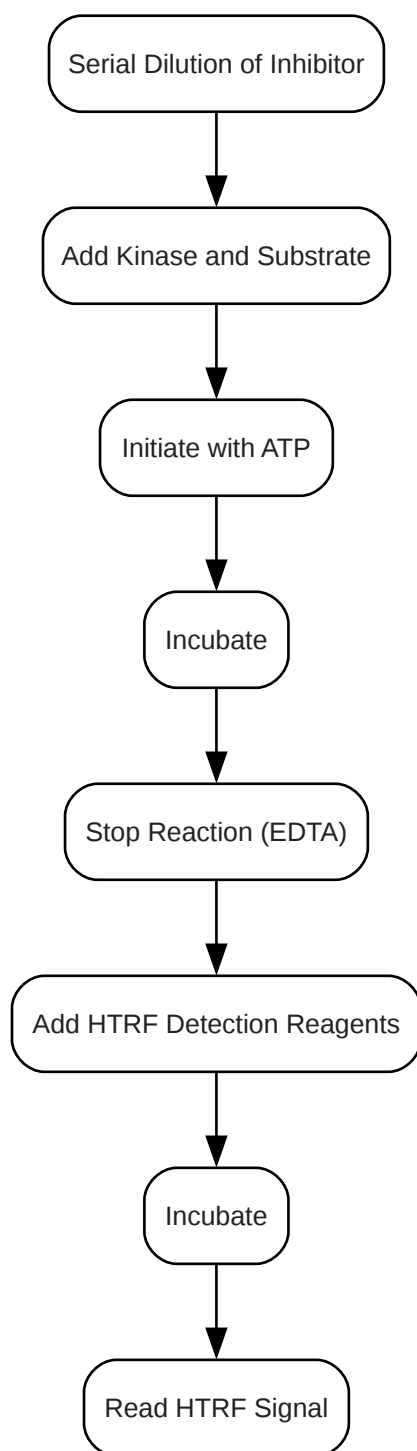 Serial Dilution of Inhibitor
Add Kinase and Substrate
Initiate with ATP
Incubate
Stop Reaction (EDTA)
Add HTRF Detection Reagents
Incubate
Read HTRF Signal